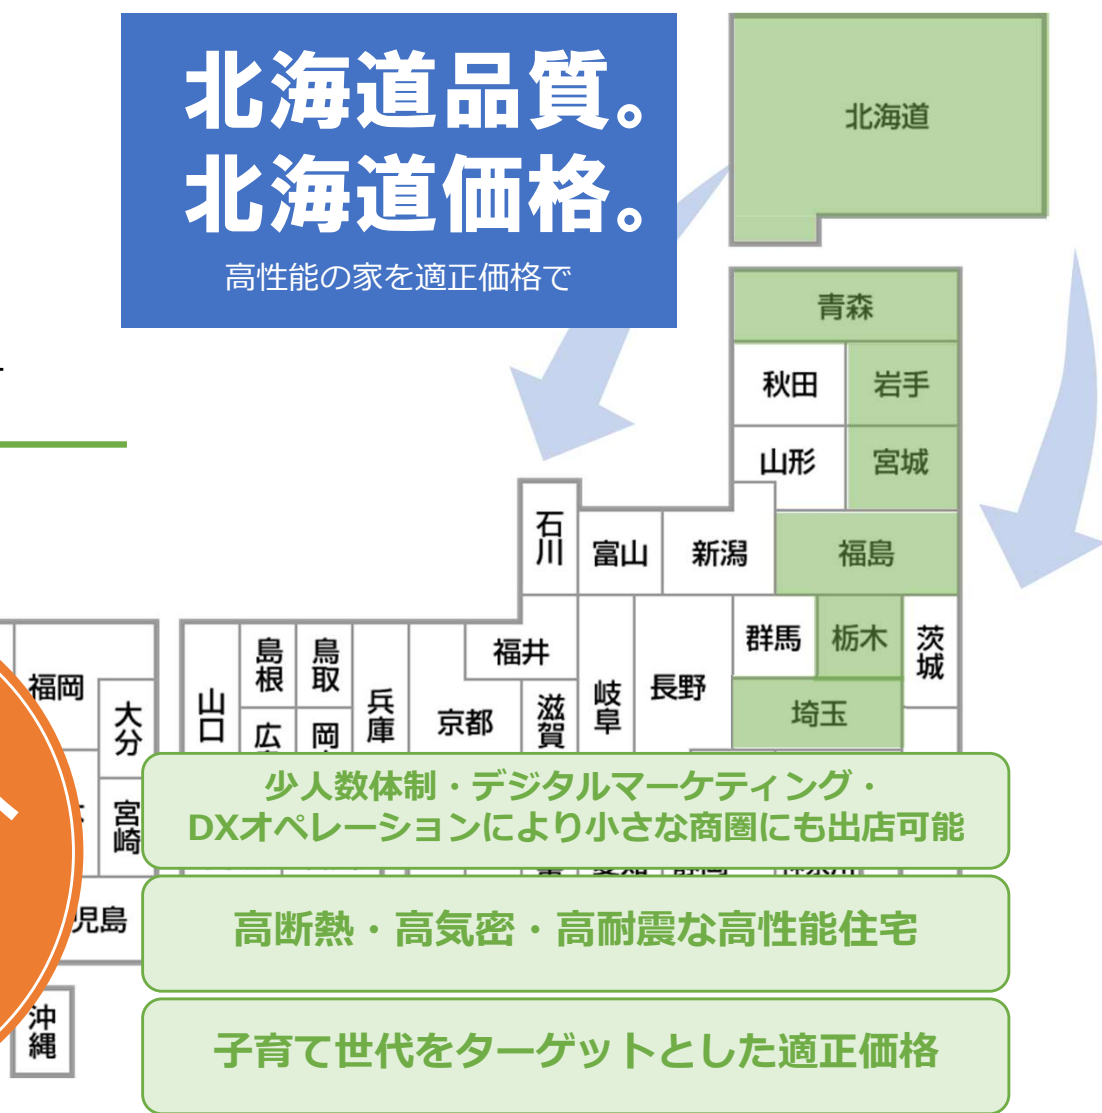 北海道品質。
北海道価格。
高性能の家を適正価格で
北海道
青森
秋田
岩手
山形
宮城
石川
富山
新潟
福島
群馬
栃木
茨城
福井
島根
鳥取
兵庫
京都
滋賀
岐阜
長野
埼玉
山口
福岡
大分
宮崎
児島
沖縄
少人数体制・デジタルマーケティング・
DXオペレーションにより小さな商圏にも出店可能
高断熱・高気密・高耐震な高性能住宅
子育て世代をターゲットとした適正価格